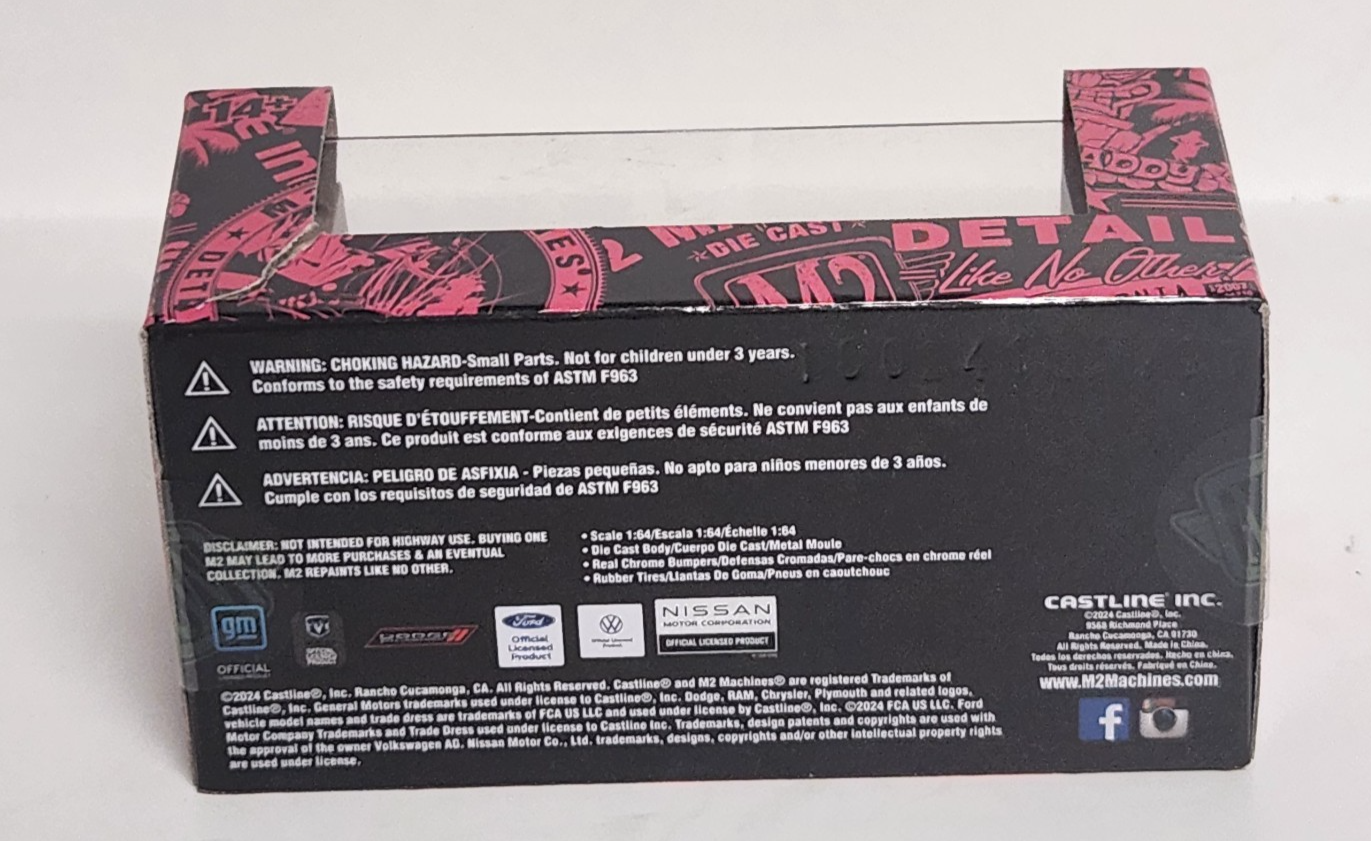 14+
ADDY'S
DETAIL
DIE CAST
M2
Like No Other!
WARNING: CHOKING HAZARD-Small Parts. Not for children under 3 years.
Conforms to the safety requirements of ASTM F963
ATTENTION: RISQUE D'ÉTOUFFEMENT-Contient de petits éléments. Ne convient pas aux enfants de
moins de 3 ans. Ce produit est conforme aux exigences de sécurité ASTM F963
ADVERTENCIA: PELIGRO DE ASFIXIA - Piezas pequeñas. No apto para niños menores de 3 años.
Cumple con los requisitos de seguridad de ASTM F963
DISCLAIMER: NOT INTENDED FOR HIGHWAY USE. BUYING ONE
M2 MAY LEAD TO MORE PURCHASES & AN EVENTUAL
COLLECTION. M2 REPAINTS LIKE NO OTHER.
• Scale 1:64/Escala 1:64/Échelle 1:64
• Die Cast Body/Cuerpo Die Cast/Metal Moule
• Real Chrome Bumpers/Defensas Cromadas/Pare-chocs en chrome réel
• Rubber Tires/Llantas De Goma/Pneus en caoutchouc
gm
OFFICIAL
DODGE
Ford
Official
Licensed
Product
Official Licensed
Product
NISSAN
MOTOR CORPORATION
OFFICIAL LICENSED PRODUCT
CASTLINE® INC.
©2024 Castline®, Inc.
9568 Richmond Place
Rancho Cucamonga, CA 91730
All Rights Reserved. Made in China.
Todos los derechos reservados. Hecho en china.
Tous droits réservés. Fabriqué en Chine.
www.M2Machines.com
f
©2024 Castline®, Inc. Rancho Cucamonga, CA. All Rights Reserved. Castline® and M2 Machines® are registered Trademarks of
Castline®, Inc. General Motors trademarks used under license to Castline®, Inc. Dodge, RAM, Chrysler, Plymouth and related logos,
vehicle model names and trade dress are trademarks of FCA US LLC and used under license by Castline®, Inc. ©2024 FCA US LLC. Ford
Motor Company Trademarks and Trade Dress used under license to Castline Inc. Trademarks, design patents and copyrights are used with
the approval of the owner Volkswagen AG. Nissan Motor Co., Ltd. trademarks, designs, copyrights and/or other intellectual property rights
are used under license.